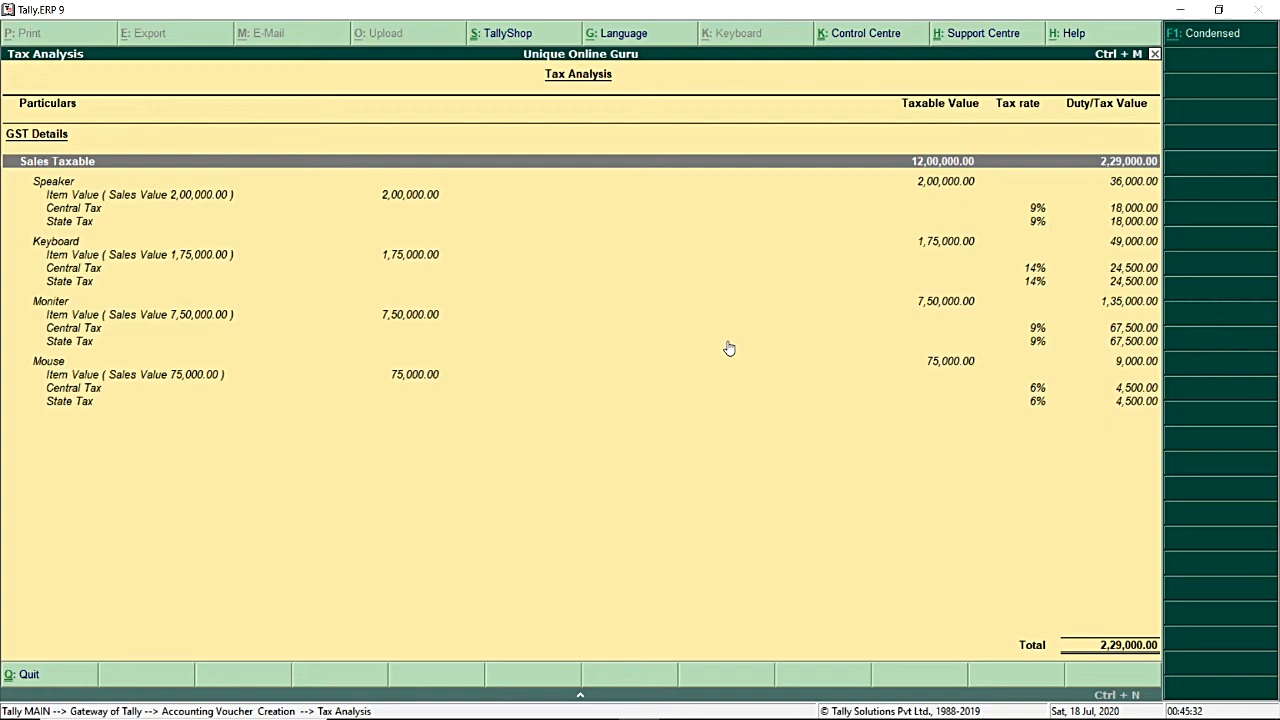 Tally.ERP 9
P: Print E: Export M: E-Mail O: Upload S: TallyShop G: Language K: Keyboard K: Control Centre H: Support Centre H: Help F1: Condensed
Tax Analysis Unique Online Guru Ctrl + M
Tax Analysis
Particulars Taxable Value Tax rate Duty/Tax Value
GST Details
Sales Taxable 12,00,000.00 2,29,000.00
Speaker 2,00,000.00 36,000.00
Item Value ( Sales Value 2,00,000.00 ) 2,00,000.00
Central Tax 9% 18,000.00
State Tax 9% 18,000.00
Keyboard 1,75,000.00 49,000.00
Item Value ( Sales Value 1,75,000.00 ) 1,75,000.00
Central Tax 14% 24,500.00
State Tax 14% 24,500.00
Moniter 7,50,000.00 1,35,000.00
Item Value ( Sales Value 7,50,000.00 ) 7,50,000.00
Central Tax 9% 67,500.00
State Tax 9% 67,500.00
Mouse 75,000.00 9,000.00
Item Value ( Sales Value 75,000.00 ) 75,000.00
Central Tax 6% 4,500.00
State Tax 6% 4,500.00
Total 2,29,000.00
Q: Quit
Ctrl + N
Tally MAIN --> Gateway of Tally --> Accounting Voucher Creation --> Tax Analysis © Tally Solutions Pvt Ltd., 1988-2019 Sat, 18 Jul, 2020 00:45:32